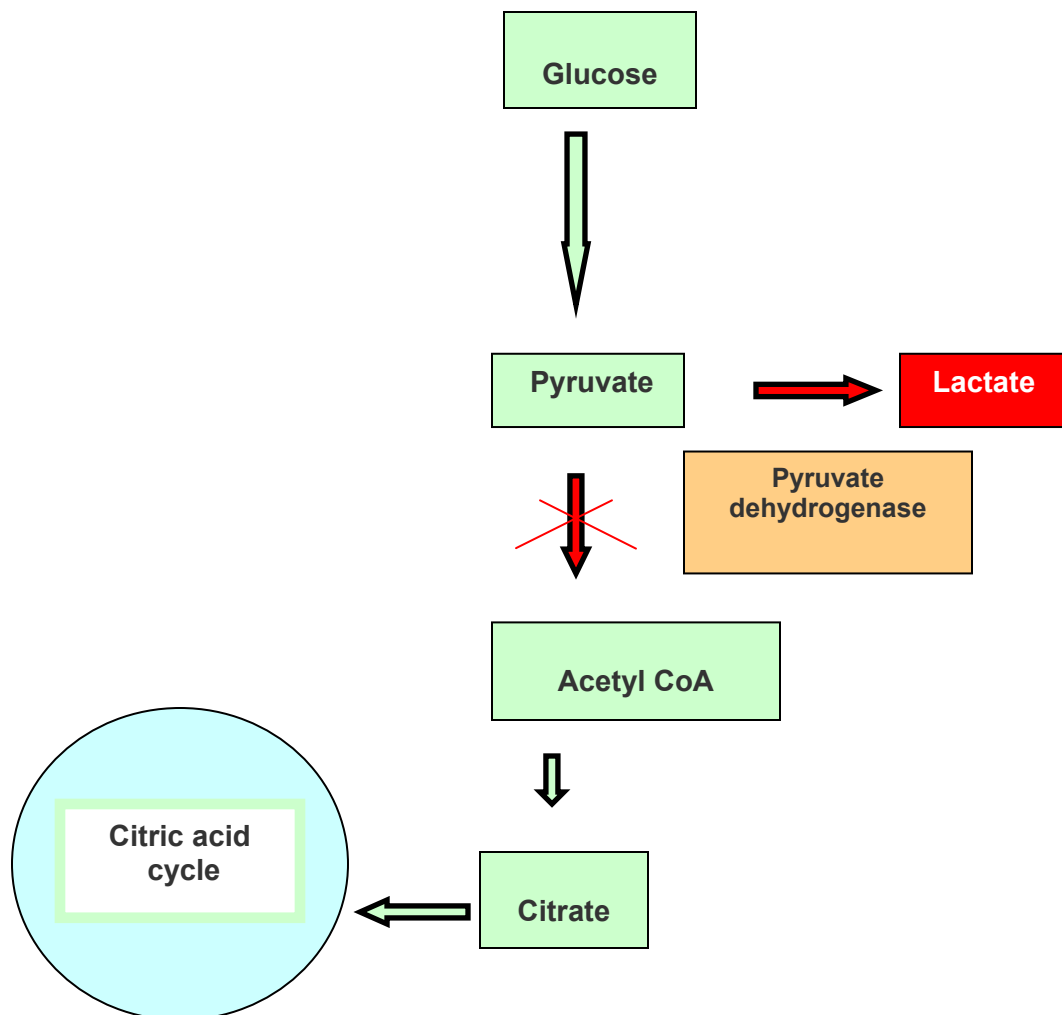 Glucose
Pyruvate
Lactate
Pyruvate
dehydrogenase
Acetyl CoA
Citric acid
cycle
Citrate